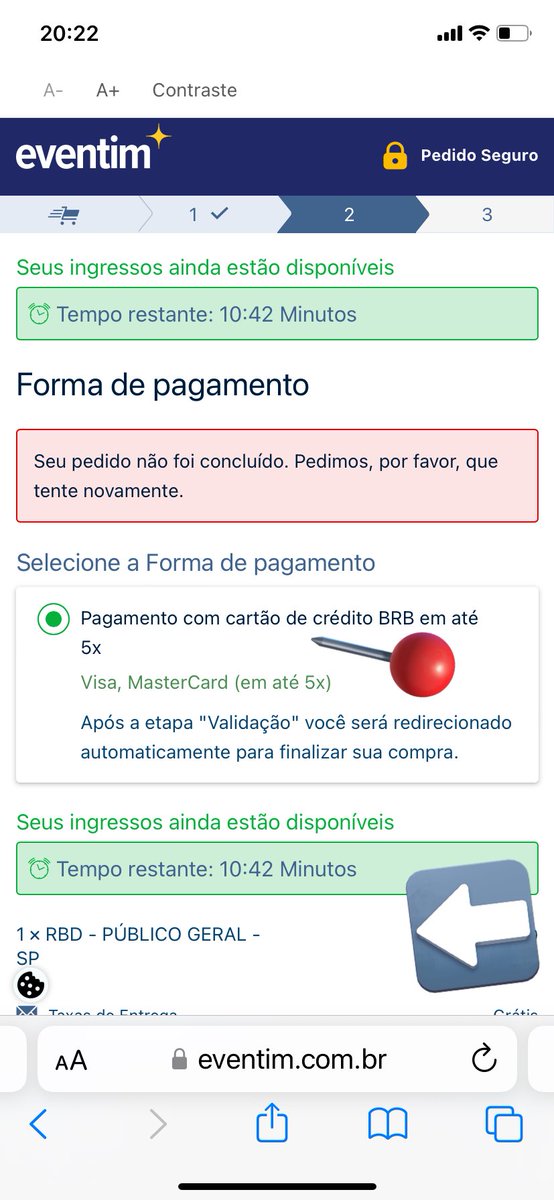 20:22
A- A+ Contraste
eventim Pedido Seguro
1 2 3
Seus ingressos ainda estão disponíveis
Tempo restante: 10:42 Minutos
Forma de pagamento
Seu pedido não foi concluído. Pedimos, por favor, que
tente novamente.
Selecione a Forma de pagamento
Pagamento com cartão de crédito BRB em até
5x
Visa, MasterCard (em até 5x)
Após a etapa "Validação" você será redirecionado
automaticamente para finalizar sua compra.
Seus ingressos ainda estão disponíveis
Tempo restante: 10:42 Minutos
1 x RBD - PÚBLICO GERAL -
SP
Taxas de Entrega Grátis
AA eventim.com.br